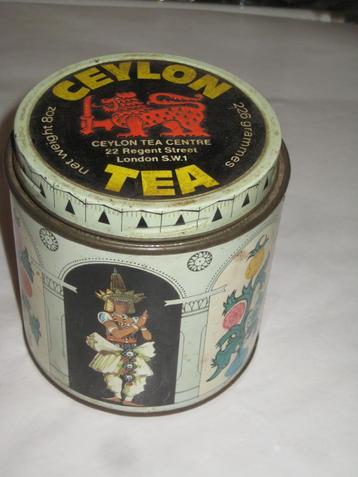 CEYLON
net weight 8oz
226 grammes
CEYLON TEA CENTRE
22 Regent Street
London S.W.1
TEA